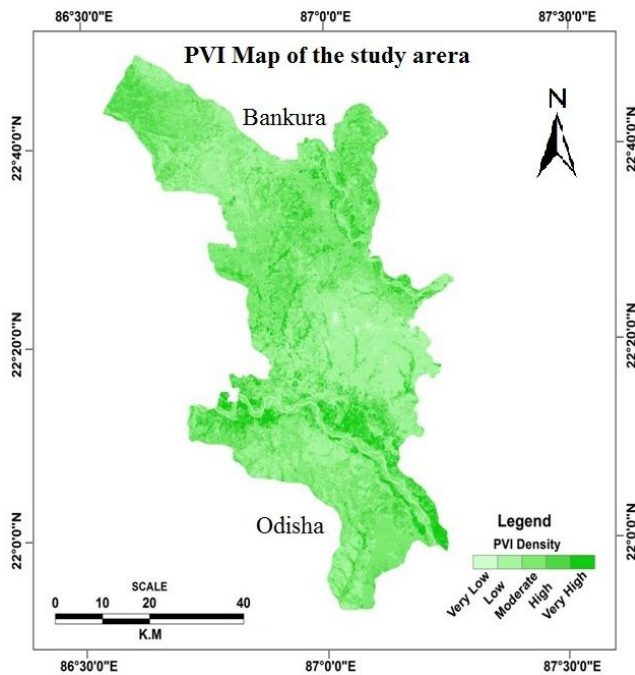 86°30'0"E 87°0'0"E 87°30'0"E
PVI Map of the study arera
Bankura
N
22°40'0"N
22°40'0"N
22°20'0"N
22°20'0"N
Odisha
22°0'0"N
22°0'0"N
Legend
PVI Density
Very Low
Low
Moderate
High
Very High
SCALE
0 10 20 40
K.M
86°30'0"E 87°0'0"E 87°30'0"E